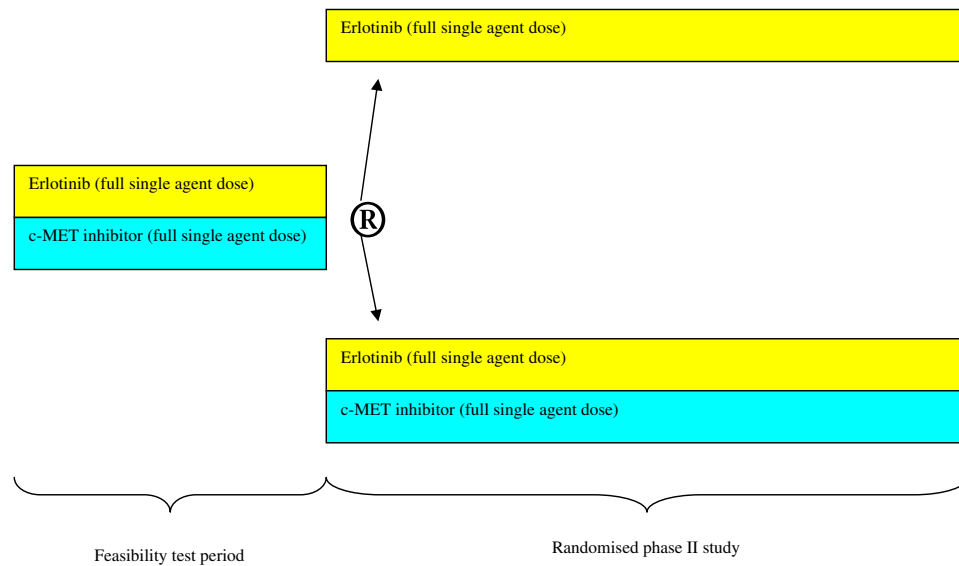 Erlotinib (full single agent dose)
Erlotinib (full single agent dose)
c-MET inhibitor (full single agent dose)
®
Erlotinib (full single agent dose)
c-MET inhibitor (full single agent dose)
Feasibility test period
Randomised phase II study